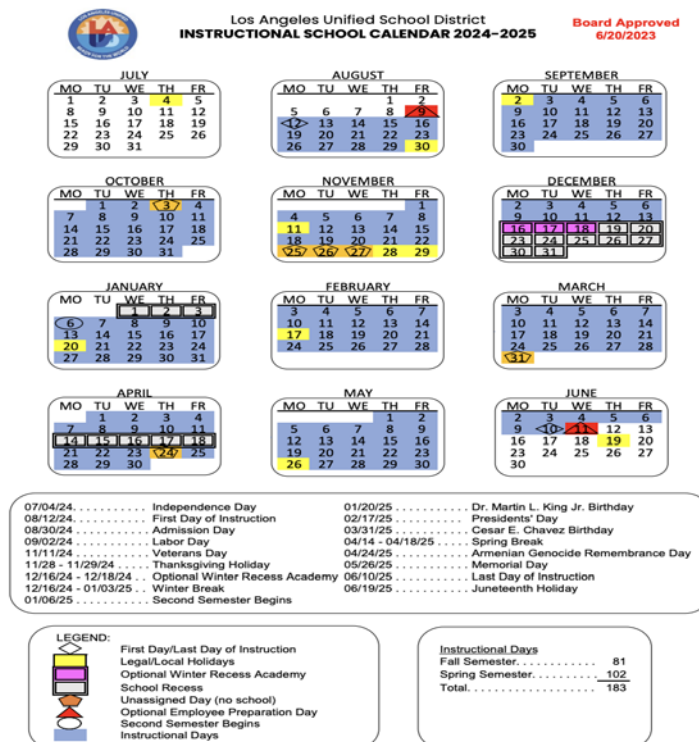 Los Angeles Unified School District
INSTRUCTIONAL SCHOOL CALENDAR 2024-2025
Board Approved
6/20/2023
JULY
MO TU WE TH FR
1 2 3 4 5
8 9 10 11 12
15 16 17 18 19
22 23 24 25 26
29 30 31
AUGUST
MO TU WE TH FR
1 2
5 6 7 8 9
12 13 14 15 16
19 20 21 22 23
26 27 28 29 30
SEPTEMBER
MO TU WE TH FR
2 3 4 5 6
9 10 11 12 13
16 17 18 19 20
23 24 25 26 27
30
OCTOBER
MO TU WE TH FR
1 2 3 4
7 8 9 10 11
14 15 16 17 18
21 22 23 24 25
28 29 30 31
NOVEMBER
MO TU WE TH FR
1
4 5 6 7 8
11 12 13 14 15
18 19 20 21 22
25 26 27 28 29
DECEMBER
MO TU WE TH FR
2 3 4 5 6
9 10 11 12 13
16 17 18 19 20
23 24 25 26 27
30 31
JANUARY
MO TU WE TH FR
1 2 3
6 7 8 9 10
13 14 15 16 17
20 21 22 23 24
27 28 29 30 31
FEBRUARY
MO TU WE TH FR
3 4 5 6 7
10 11 12 13 14
17 18 19 20 21
24 25 26 27 28
MARCH
MO TU WE TH FR
3 4 5 6 7
10 11 12 13 14
17 18 19 20 21
24 25 26 27 28
31
APRIL
MO TU WE TH FR
1 2 3 4
7 8 9 10 11
14 15 16 17 18
21 22 23 24 25
28 29 30
MAY
MO TU WE TH FR
1 2
5 6 7 8 9
12 13 14 15 16
19 20 21 22 23
26 27 28 29 30
JUNE
MO TU WE TH FR
2 3 4 5 6
9 10 11 12 13
16 17 18 19 20
23 24 25 26 27
30
07/04/24. . . . . . . . . . Independence Day
08/12/24. . . . . . . . . . First Day of Instruction
08/30/24 . . . . . . . . . . Admission Day
09/02/24 . . . . . . . . . . Labor Day
11/11/24 . . . . . . . . . . Veterans Day
11/28 - 11/29/24 . . . . . Thanksgiving Holiday
12/16/24 - 12/18/24 . . Optional Winter Recess Academy
12/16/24 - 01/03/25 . . Winter Break
01/06/25 . . . . . . . . . . Second Semester Begins
01/20/25 . . . . . . . . . . Dr. Martin L. King Jr. Birthday
02/17/25 . . . . . . . . . . Presidents' Day
03/31/25 . . . . . . . . . . Cesar E. Chavez Birthday
04/14 - 04/18/25 . . . . . Spring Break
04/24/25 . . . . . . . . . . Armenian Genocide Remembrance Day
05/26/25 . . . . . . . . . . Memorial Day
06/10/25 . . . . . . . . . . Last Day of Instruction
06/19/25 . . . . . . . . . . Juneteenth Holiday
LEGEND:
First Day/Last Day of Instruction
Legal/Local Holidays
Optional Winter Recess Academy
School Recess
Unassigned Day (no school)
Optional Employee Preparation Day
Second Semester Begins
Instructional Days
Instructional Days
Fall Semester. . . . . . . . . . . 81
Spring Semester. . . . . . . . . 102
Total. . . . . . . . . . . . . . . . . 183